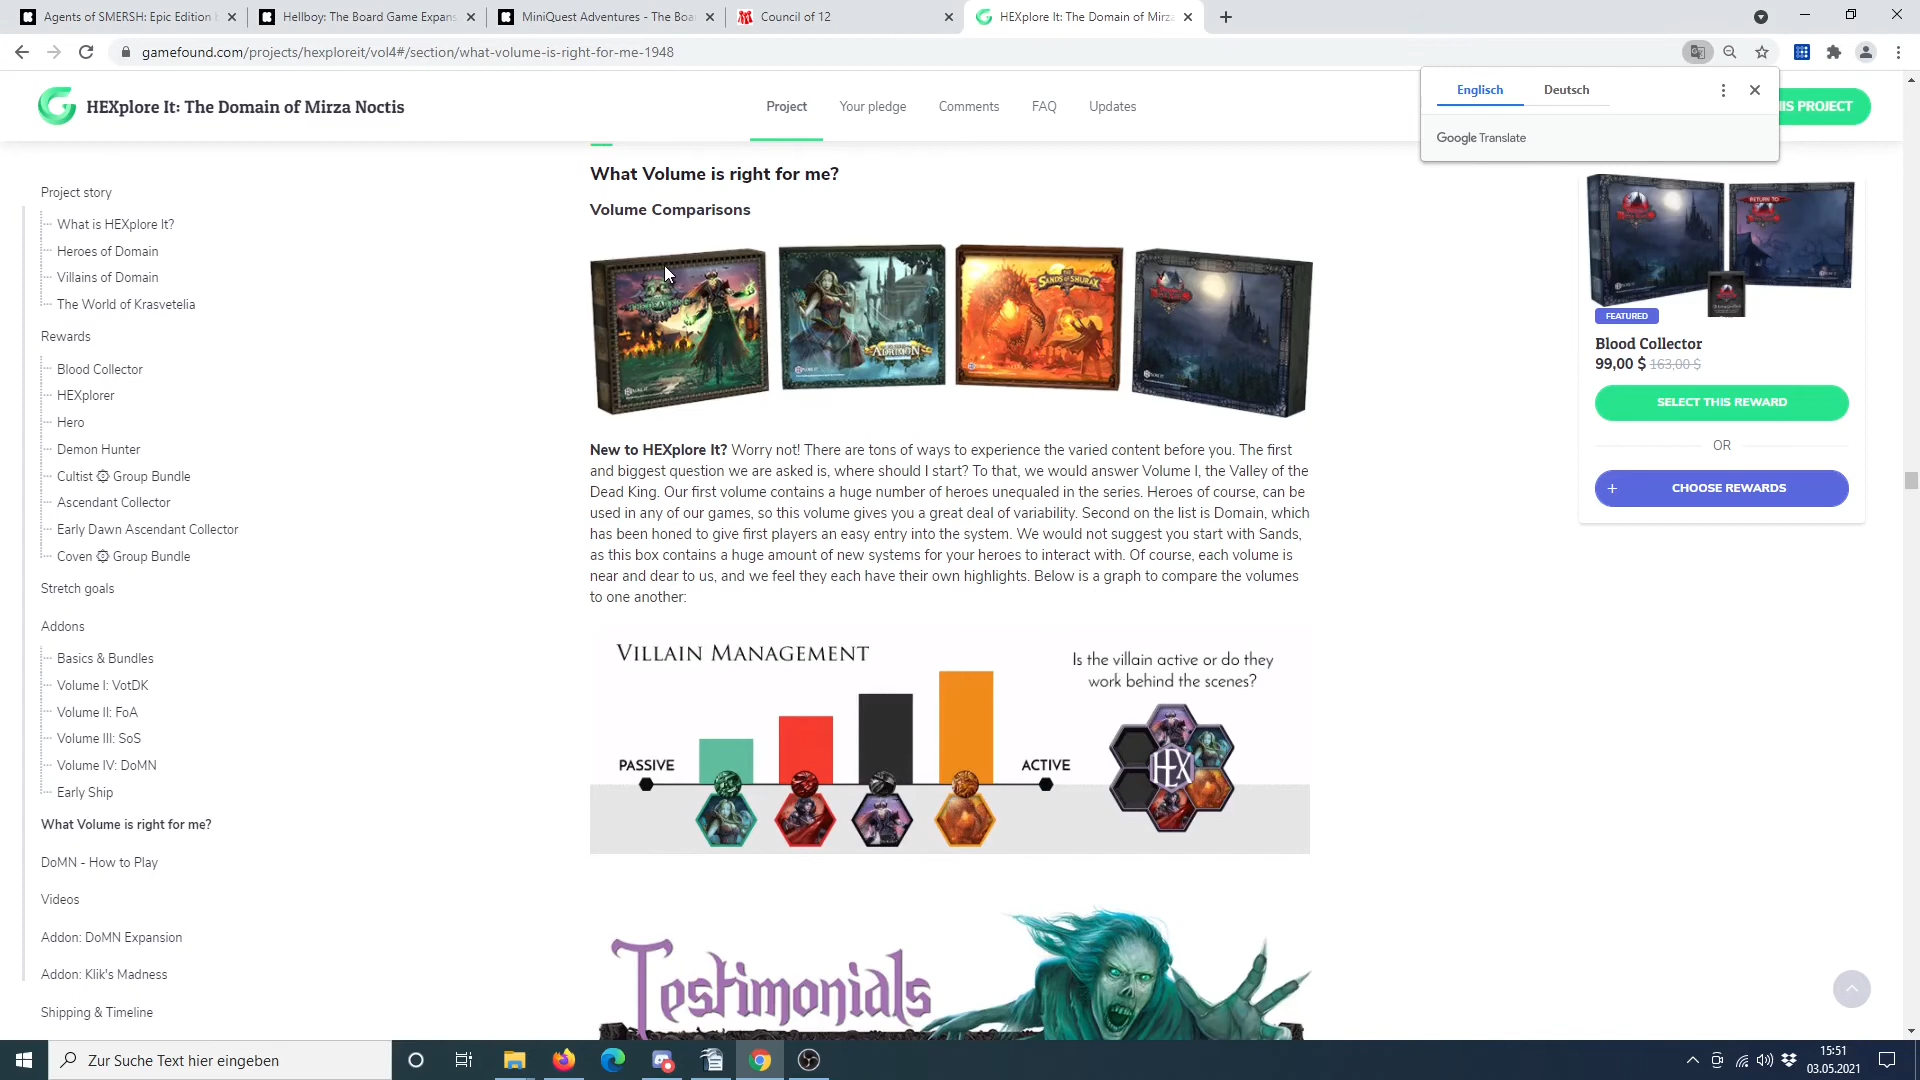 Agents of SMERSH: Epic Edition
Hellboy: The Board Game Expans
MiniQuest Adventures - The Boa
Council of 12
HEXplore It: The Domain of Mirza
gamefound.com/projects/hexploreit/vol4#/section/what-volume-is-right-for-me-1948
Englisch
Deutsch
Google Translate
HEXplore It: The Domain of Mirza Noctis
Project
Your pledge
Comments
FAQ
Updates
IS PROJECT
Project story
What is HEXplore It?
Heroes of Domain
Villains of Domain
The World of Krasvetelia
Rewards
Blood Collector
HEXplorer
Hero
Demon Hunter
Cultist Group Bundle
Ascendant Collector
Early Dawn Ascendant Collector
Coven Group Bundle
Stretch goals
Addons
Basics & Bundles
Volume I: VotDK
Volume II: FoA
Volume III: SoS
Volume IV: DoMN
Early Ship
What Volume is right for me?
DoMN - How to Play
Videos
Addon: DoMN Expansion
Addon: Klik's Madness
Shipping & Timeline
What Volume is right for me?
Volume Comparisons
New to HEXplore It? Worry not! There are tons of ways to experience the varied content before you. The first
and biggest question we are asked is, where should I start? To that, we would answer Volume I, the Valley of the
Dead King. Our first volume contains a huge number of heroes unequaled in the series. Heroes of course, can be
used in any of our games, so this volume gives you a great deal of variability. Second on the list is Domain, which
has been honed to give first players an easy entry into the system. We would not suggest you start with Sands,
as this box contains a huge amount of new systems for your heroes to interact with. Of course, each volume is
near and dear to us, and we feel they each have their own highlights. Below is a graph to compare the volumes
to one another:
VILLAIN MANAGEMENT
Is the villain active or do they
work behind the scenes?
PASSIVE
ACTIVE
HEX
Testimonials
RETURN TO
FEATURED
Blood Collector
99,00 $ 163,00 $
SELECT THIS REWARD
OR
+ CHOOSE REWARDS
Zur Suche Text hier eingeben
15:51
03.05.2021